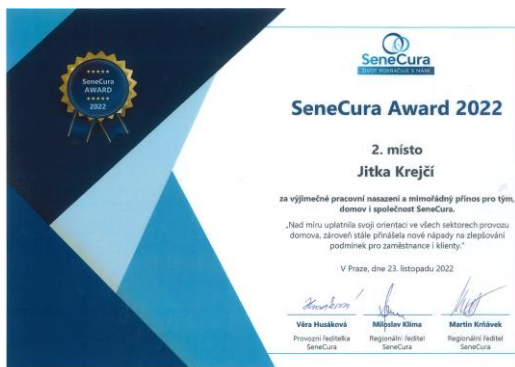 SeneCura
AWARD
2022
SeneCura
ŽIVOT POKRAČUJE S NÁMI
SeneCura Award 2022
2. místo
Jitka Krejčí
za výjimečné pracovní nasazení a mimořádný přínos pro tým,
domov i společnost SeneCura.
„Nad míru uplatnila svoji orientaci ve všech sektorech provozu
domova, zároveň stále přinášela nové nápady na zlepšování
podmínek pro zaměstnance i klienty."
V Praze, dne 23. listopadu 2022
Věra Husáková
Miloslav Klíma
Martin Krňávek
Provozní ředitelka
SeneCura
Regionální ředitel
SeneCura
Regionální ředitel
SeneCura